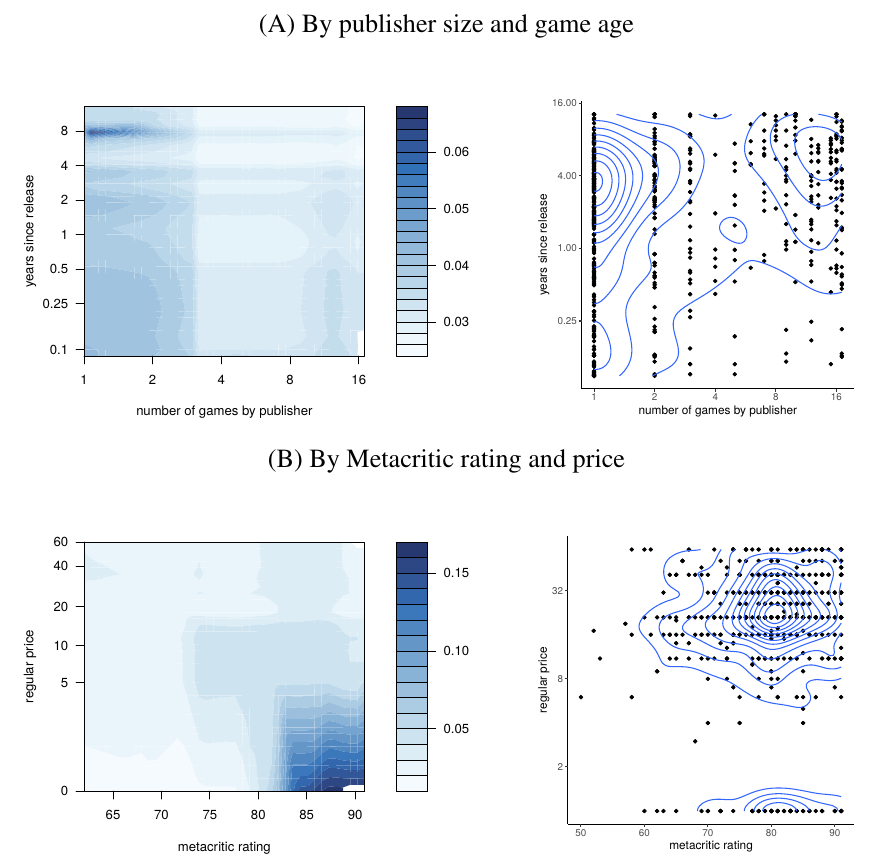 (A) By publisher size and game age
8
4
2
1
0.5
0.25
0.1
years since release
1 2 4 8 16
number of games by publisher
0.06
0.05
0.04
0.03
16.00
4.00
1.00
0.25
years since release
1 2 4 8 16
number of games by publisher
(B) By Metacritic rating and price
60
40
20
10
5
0
regular price
65 70 75 80 85 90
metacritic rating
0.15
0.10
0.05
32
8
2
regular price
50 60 70 80 90
metacritic rating